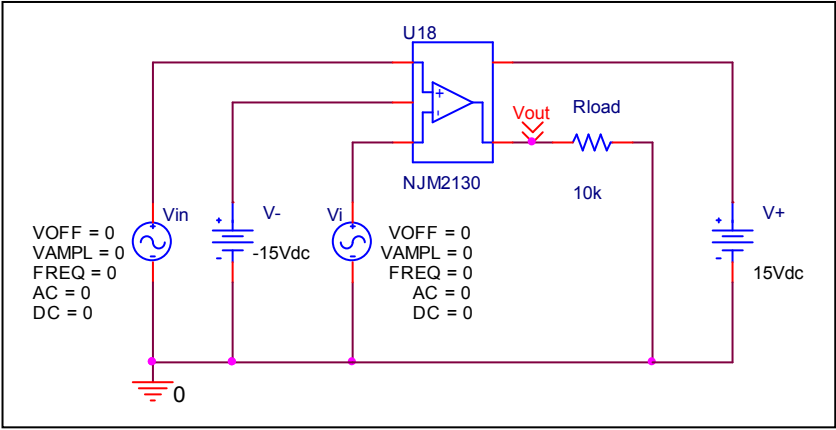 U18
+
-
Vout
Rload
NJM2130
10k
+
Vin
-
VOFF = 0
VAMPL = 0
FREQ = 0
AC = 0
DC = 0
+
V-
-
-15Vdc
+
Vi
-
VOFF = 0
VAMPL = 0
FREQ = 0
AC = 0
DC = 0
+
V+
-
15Vdc
0